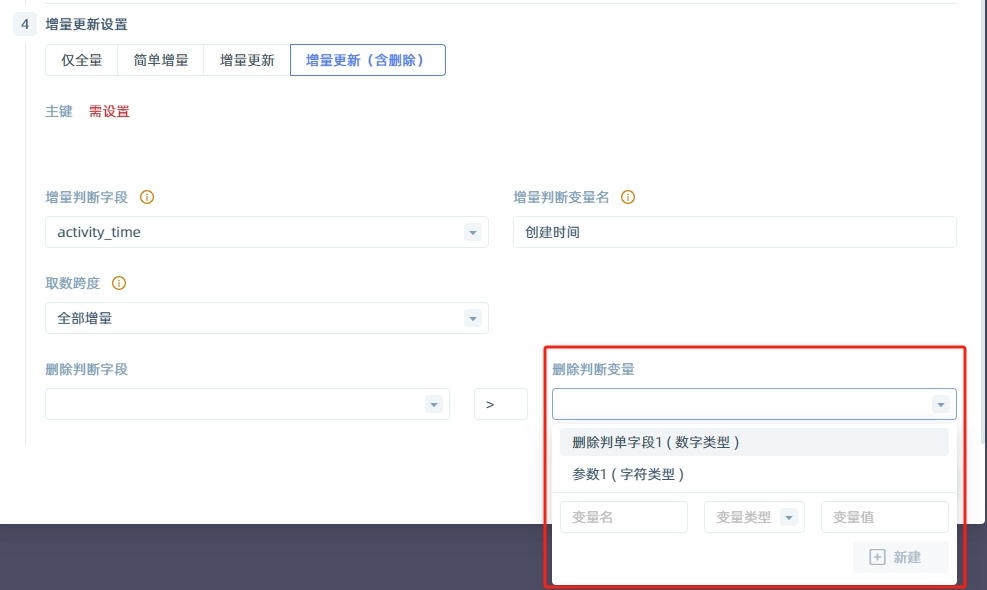 4 增量更新设置
仅全量 简单增量 增量更新 增量更新（含删除）
主键 需设置
增量判断字段 增量判断变量名
activity_time 创建时间
取数跨度
全部增量
删除判断字段 删除判断变量
>
删除判单字段1 ( 数字类型 )
参数1 ( 字符类型 )
变量名 变量类型 变量值
新建